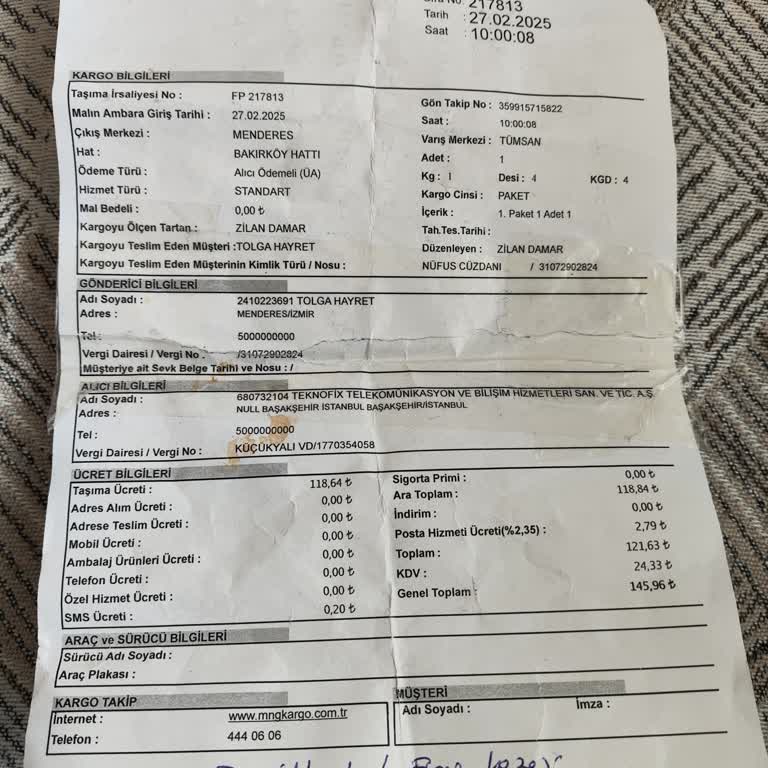 217813
Tarih : 27.02.2025
Saat : 10:00:08
KARGO BİLGİLERİ
Taşıma İrsaliyesi No : FP 217813
Malın Ambara Giriş Tarihi : 27.02.2025
Çıkış Merkezi : MENDERES
Hat : BAKIRKÖY HATTI
Ödeme Türü : Alıcı Ödemeli (ÜA)
Hizmet Türü : STANDART
Mal Bedeli : 0,00 ₺
Kargoyu Ölçen Tartan : ZİLAN DAMAR
Kargoyu Teslim Eden Müşteri :TOLGA HAYRET
Kargoyu Teslim Eden Müşterinin Kimlik Türü / Nosu : NÜFUS CÜZDANI / 31072902824
Gön Takip No : 359915715822
Saat : 10:00:08
Varış Merkezi : TÜMSAN
Adet : 1
Kg : 1 Desi : 4 KGD : 4
Kargo Cinsi : PAKET
İçerik : 1. Paket 1 Adet 1
Tah.Tes.Tarihi :
Düzenleyen : ZİLAN DAMAR
GÖNDERİCİ BİLGİLERİ
Adı Soyadı : 2410223691 TOLGA HAYRET
Adres : MENDERES/İZMİR
Tel : 5000000000
Vergi Dairesi / Vergi No . /31072902824
Müşteriye ait Sevk Belge Tarihi ve Nosu : /
ALICI BİLGİLERİ
Adı Soyadı : 680732104 TEKNOFİX TELEKOMUNİKASYON VE BİLİŞİM HİZMETLERİ SAN. VE TİC. A.Ş.
Adres : NULL BAŞAKŞEHİR İSTANBUL BAŞAKŞEHİR/İSTANBUL
Tel : 5000000000
Vergi Dairesi / Vergi No : KÜÇÜKYALI VD/1770354058
ÜCRET BİLGİLERİ
Taşıma Ücreti : 118,64 ₺
Adres Alım Ücreti : 0,00 ₺
Adrese Teslim Ücreti : 0,00 ₺
Mobil Ücreti : 0,00 ₺
Ambalaj Ürünleri Ücreti : 0,00 ₺
Telefon Ücreti : 0,00 ₺
Özel Hizmet Ücreti : 0,00 ₺
SMS Ücreti : 0,20 ₺
Sigorta Primi : 0,00 ₺
Ara Toplam : 118,84 ₺
İndirim : 0,00 ₺
Posta Hizmeti Ücreti(%2,35) : 2,79 ₺
Toplam : 121,63 ₺
KDV : 24,33 ₺
Genel Toplam : 145,96 ₺
ARAÇ ve SÜRÜCÜ BİLGİLERİ
Sürücü Adı Soyadı :
Araç Plakası :
KARGO TAKİP
İnternet : www.mngkargo.com.tr
Telefon : 444 06 06
MÜŞTERİ
Adı Soyadı : İmza :